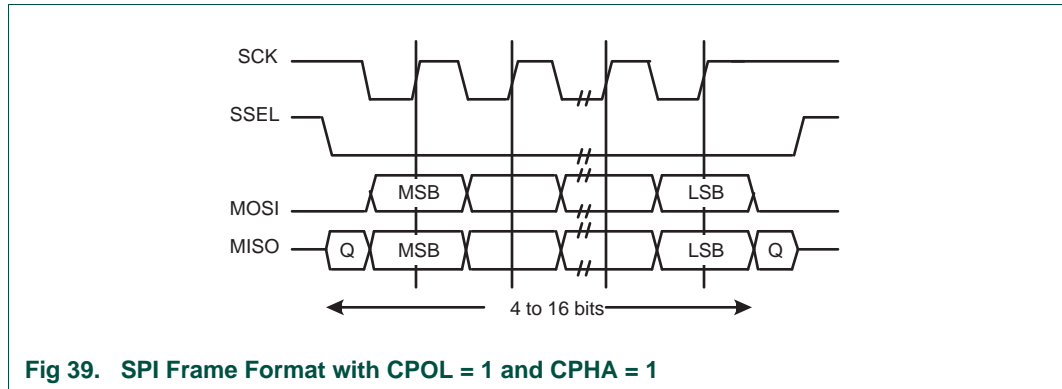 SCK
SSEL
MOSI MSB LSB
MISO Q MSB LSB Q
4 to 16 bits
Fig 39. SPI Frame Format with CPOL = 1 and CPHA = 1